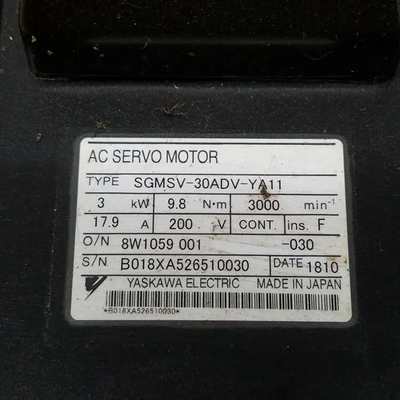 AC SERVO MOTOR
TYPE SGMSV-30ADV-YA11
3 kW 9.8 N·m 3000 min-1
17.9 A 200 V CONT. ins. F
O/N 8W1059 001 -030
S/N B018XA526510030 DATE 1810
YASKAWA ELECTRIC MADE IN JAPAN
*B018XA526510030*